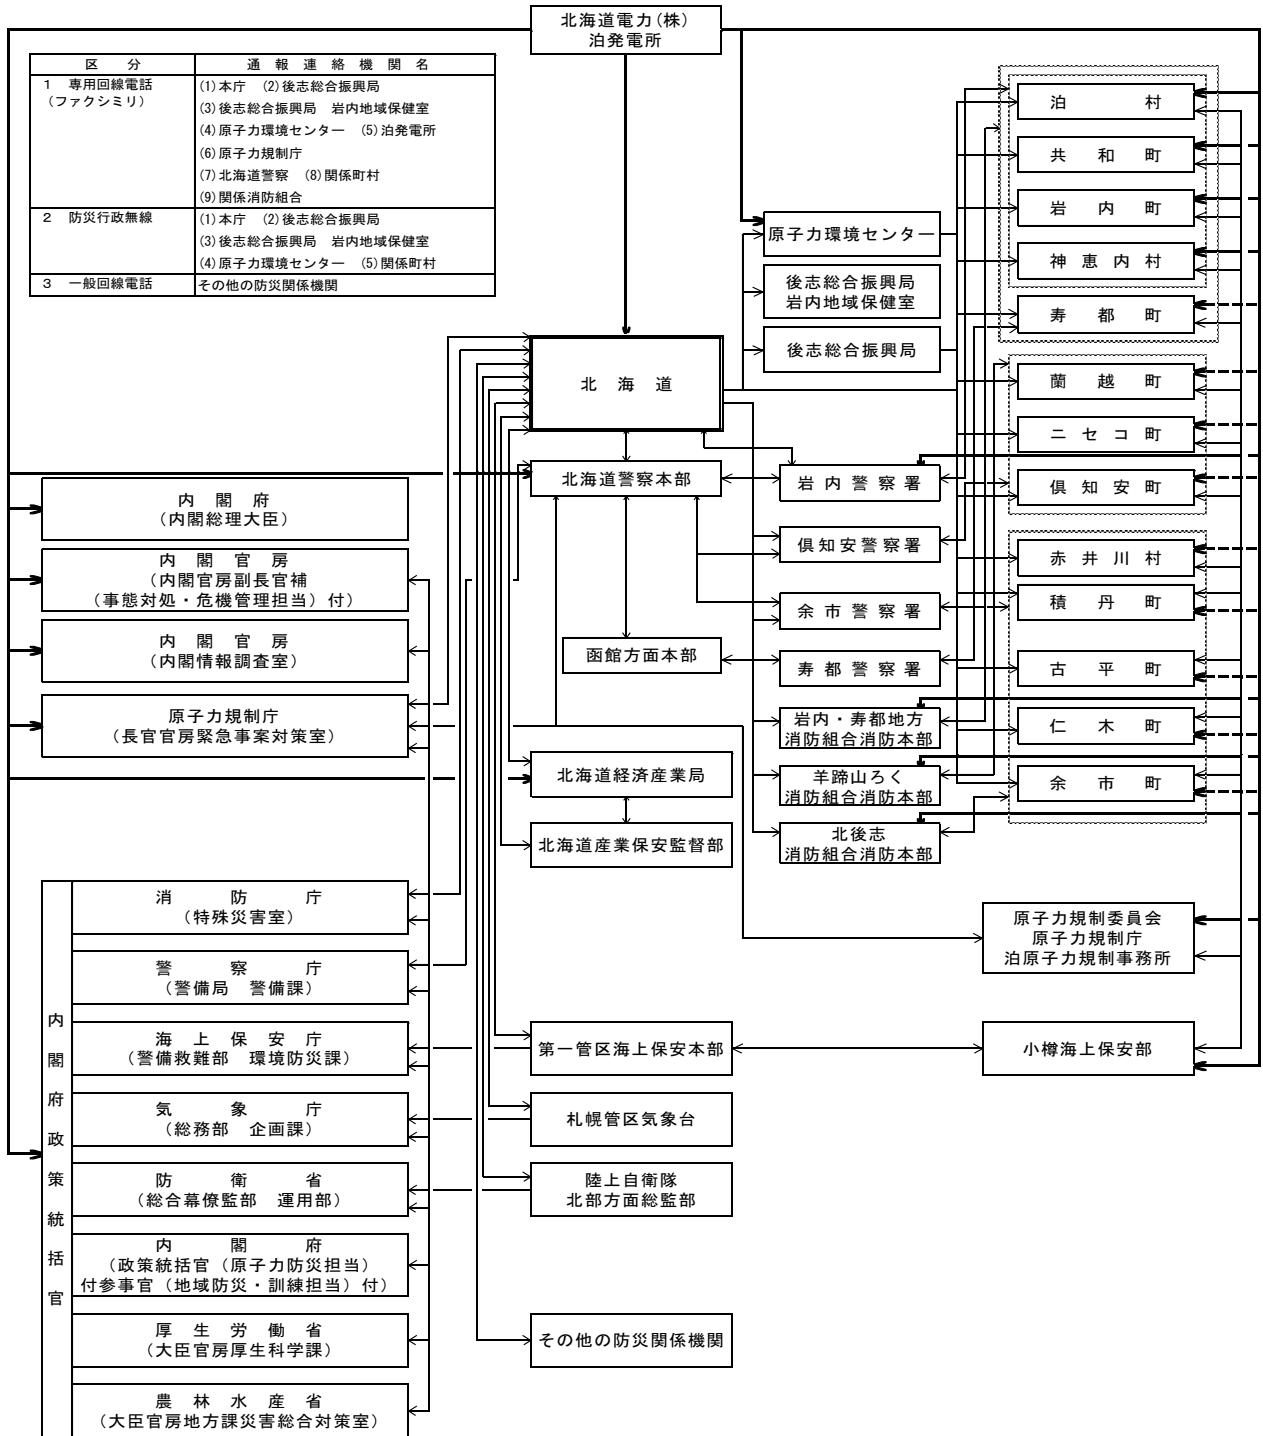 北海道電力(株)
泊発電所
区　分　通報連絡機関名
1　専用回線電話
（ファクシミリ）
(1)本庁　(2)後志総合振興局
(3)後志総合振興局　岩内地域保健室
(4)原子力環境センター　(5)泊発電所
(6)原子力規制庁
(7)北海道警察　(8)関係町村
(9)関係消防組合
2　防災行政無線
(1)本庁　(2)後志総合振興局
(3)後志総合振興局　岩内地域保健室
(4)原子力環境センター　(5)関係町村
3　一般回線電話　その他の防災関係機関
北海道
原子力環境センター
後志総合振興局
岩内地域保健室
後志総合振興局
泊村
共和町
岩内町
神恵内村
寿都町
蘭越町
ニセコ町
倶知安町
赤井川村
積丹町
古平町
仁木町
余市町
北海道警察本部
岩内警察署
倶知安警察署
余市警察署
函館方面本部
寿都警察署
岩内・寿都地方
消防組合消防本部
羊蹄山ろく
消防組合消防本部
北後志
消防組合消防本部
内閣府
（内閣総理大臣）
内閣官房
（内閣官房副長官補
（事態対処・危機管理担当）付）
内閣官房
（内閣情報調査室）
原子力規制庁
（長官官房緊急事案対策室）
北海道経済産業局
北海道産業保安監督部
内閣府政策統括官
消防庁
（特殊災害室）
警察庁
（警備局　警備課）
海上保安庁
（警備救難部　環境防災課）
気象庁
（総務部　企画課）
防衛省
（総合幕僚監部　運用部）
内閣府
（政策統括官（原子力防災担当）
付参事官（地域防災・訓練担当）付）
厚生労働省
（大臣官房厚生科学課）
農林水産省
（大臣官房地方課災害総合対策室）
第一管区海上保安本部
札幌管区気象台
陸上自衛隊
北部方面総監部
その他の防災関係機関
原子力規制委員会
原子力規制庁
泊原子力規制事務所
小樽海上保安部